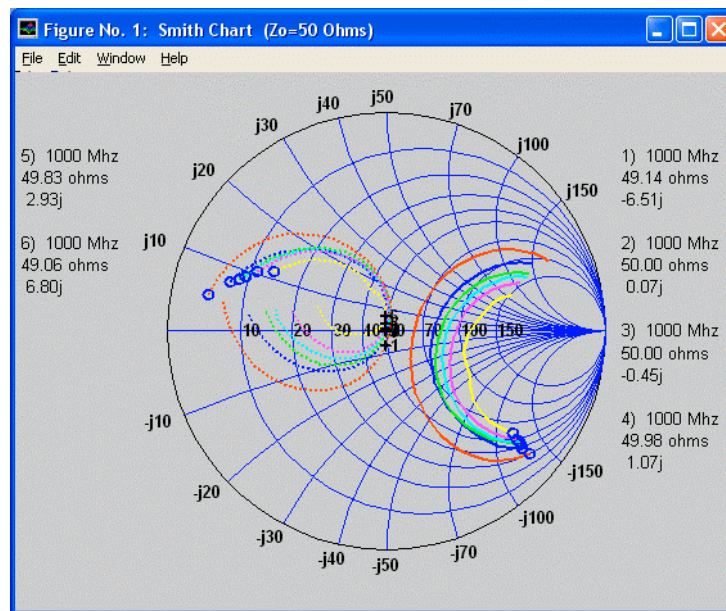 Figure No. 1: Smith Chart (Zo=50 Ohms)
File Edit Window Help
5) 1000 Mhz
49.83 ohms
2.93j
6) 1000 Mhz
49.06 ohms
6.80j
1) 1000 Mhz
49.14 ohms
-6.51j
2) 1000 Mhz
50.00 ohms
0.07j
3) 1000 Mhz
50.00 ohms
-0.45j
4) 1000 Mhz
49.98 ohms
1.07j
j50
j40
j70
j30
j100
j20
j150
j10
10 20 30 40 70 100 150
1
-j10
-j150
-j20
-j100
-j30
-j70
-j40
-j50